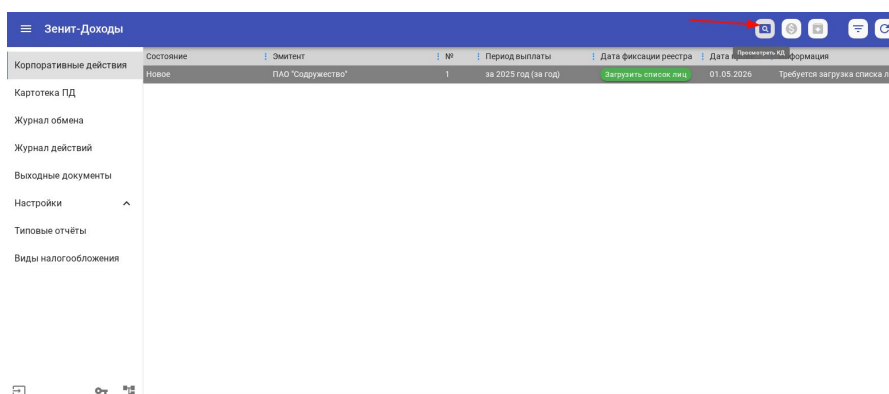 Зенит-Доходы
Просмотреть КД
Состояние Эмитент № Период выплаты Дата фиксации реестра Дата
Новое ПАО "Содружество" 1 за 2025 год (за год) Загрузить список лиц 01.05.2026 Требуется загрузка списка
Корпоративные действия
Картотека ПД
Журнал обмена
Журнал действий
Выходные документы
Настройки
Типовые отчёты
Виды налогообложения